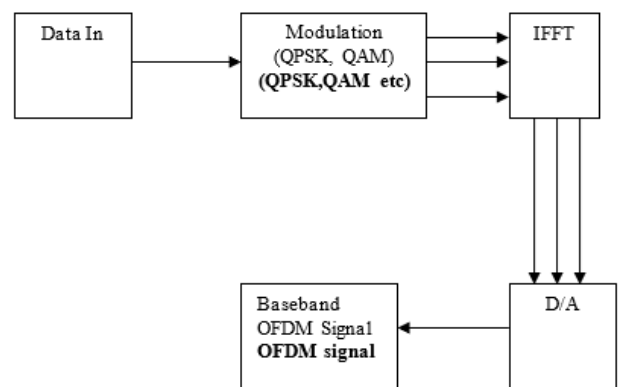 Data In
Modulation
(QPSK, QAM)
(QPSK,QAM etc)
IFFT
Baseband
OFDM Signal
OFDM signal
D/A